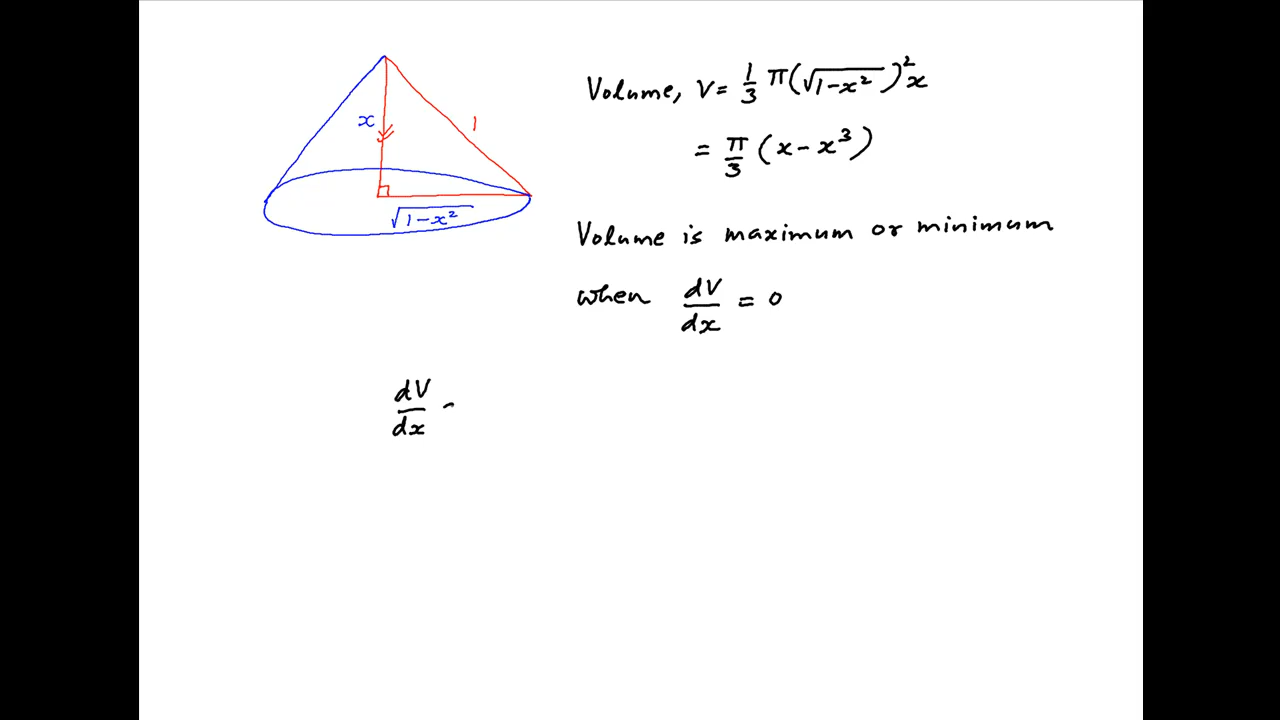 x
1
√(1-x²)
Volume, V = 1/3 π(√(1-x²))²x
= π/3 (x - x³)
Volume is maximum or minimum
when dV/dx = 0
dV/dx -